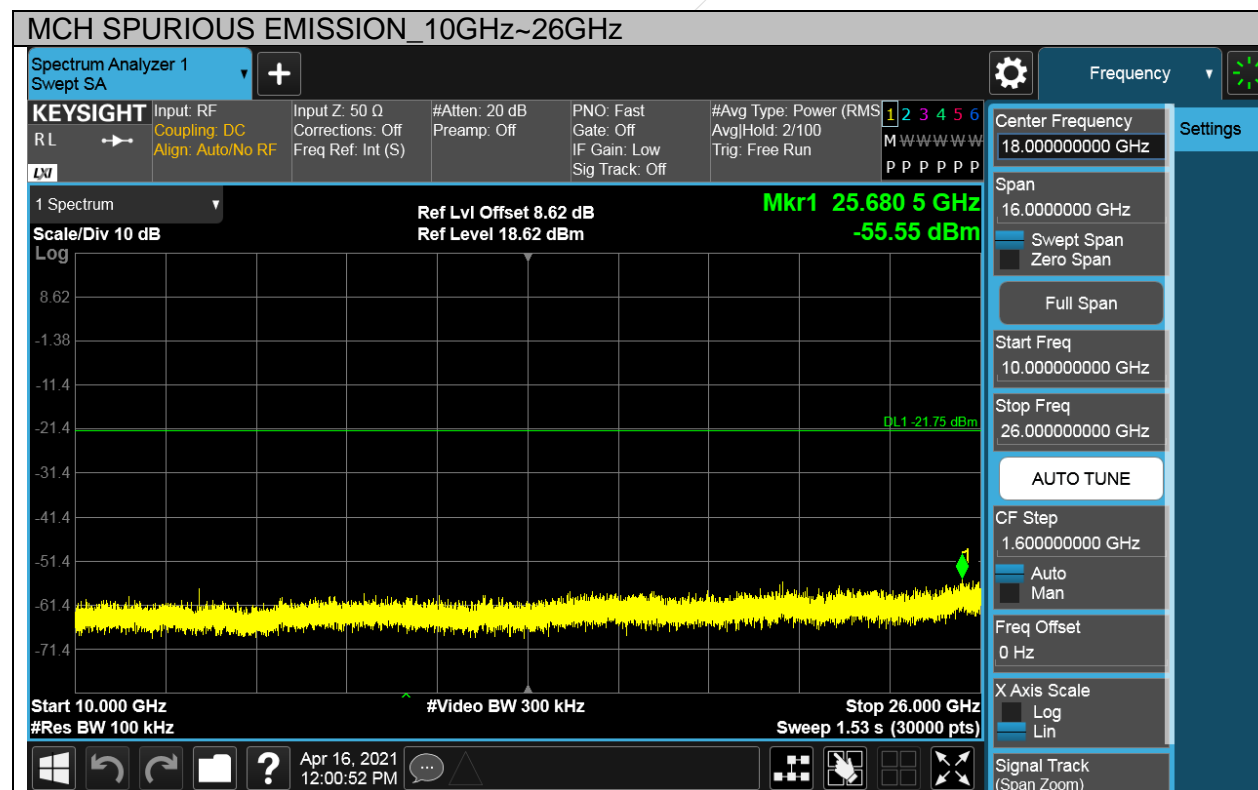 MCH SPURIOUS EMISSION_10GHz~26GHz
Spectrum Analyzer 1
Swept SA
+
Frequency
KEYSIGHT
R L
LXI
Input: RF
Coupling: DC
Align: Auto/No RF
Input Z: 50 Ω
Corrections: Off
Freq Ref: Int (S)
#Atten: 20 dB
Preamp: Off
PNO: Fast
Gate: Off
IF Gain: Low
Sig Track: Off
#Avg Type: Power (RMS
Avg|Hold: 2/100
Trig: Free Run
1 2 3 4 5 6
M W W W W W
P P P P P P
1 Spectrum
Scale/Div 10 dB
Ref Lvl Offset 8.62 dB
Ref Level 18.62 dBm
Mkr1 25.680 5 GHz
-55.55 dBm
Log
8.62
-1.38
-11.4
-21.4
-31.4
-41.4
-51.4
-61.4
-71.4
DL1 -21.75 dBm
1
Start 10.000 GHz
#Res BW 100 kHz
#Video BW 300 kHz
Stop 26.000 GHz
Sweep 1.53 s (30000 pts)
?
Apr 16, 2021
12:00:52 PM
Center Frequency
18.000000000 GHz
Span
16.0000000 GHz
Swept Span
Zero Span
Full Span
Start Freq
10.000000000 GHz
Stop Freq
26.000000000 GHz
AUTO TUNE
CF Step
1.600000000 GHz
Auto
Man
Freq Offset
0 Hz
X Axis Scale
Log
Lin
Signal Track
(Span Zoom)
Settings